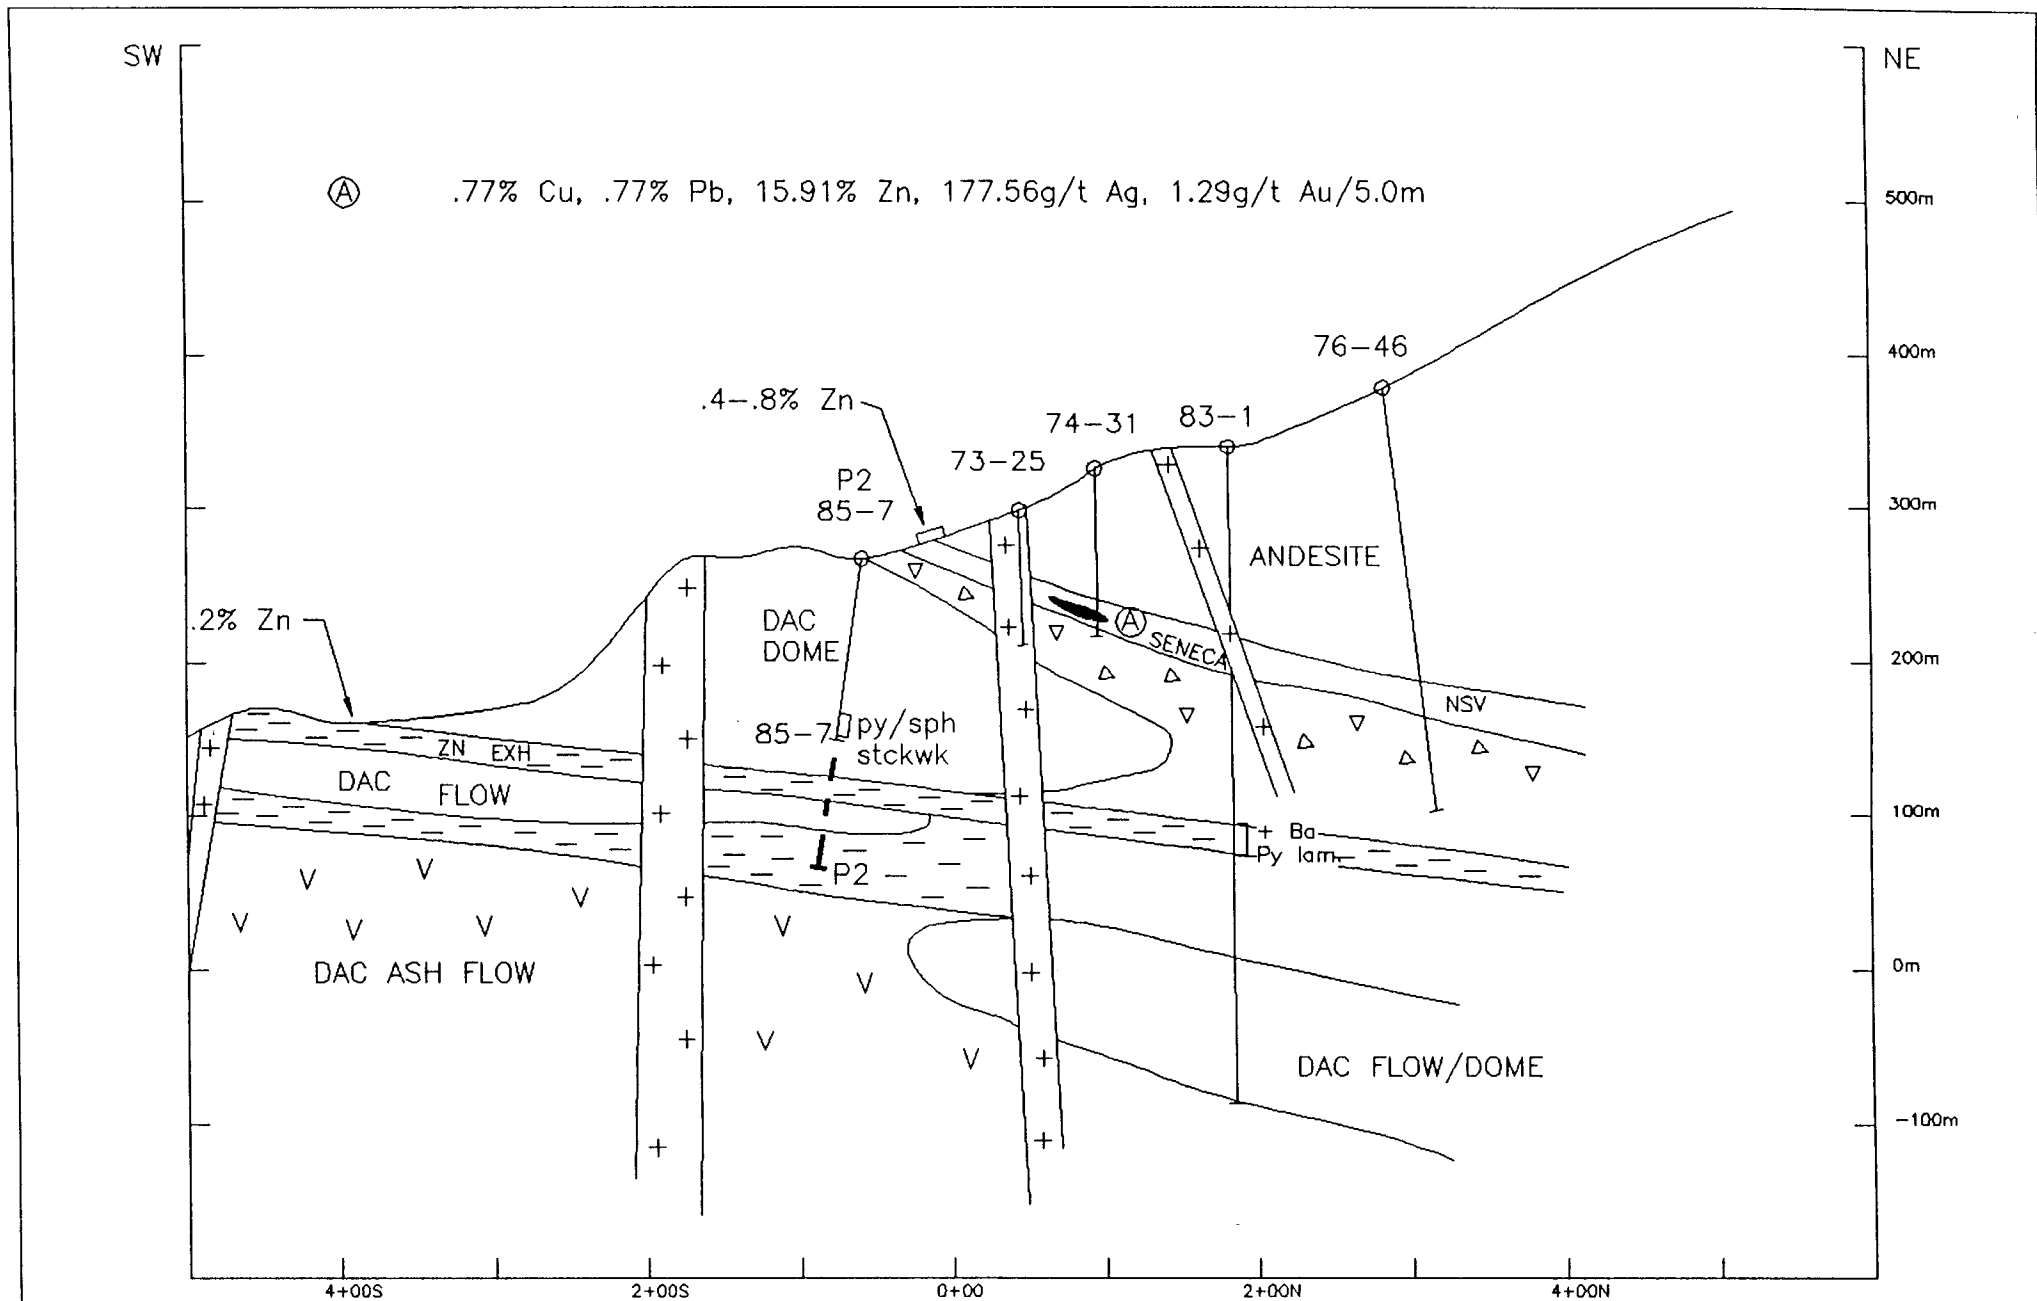 SW
NE
Ⓐ .77% Cu, .77% Pb, 15.91% Zn, 177.56g/t Ag, 1.29g/t Au/5.0m
500m
76-46
400m
.4-.8% Zn
74-31
83-1
73-25
P2
85-7
300m
ANDESITE
.2% Zn
DAC
DOME
Ⓐ
SENECA
200m
NSV
85-7
py/sph
stckwk
ZN EXH
DAC FLOW
100m
+ Ba
Py lam.
P2
DAC ASH FLOW
0m
DAC FLOW/DOME
-100m
4+00S
2+00S
0+00
2+00N
4+00N